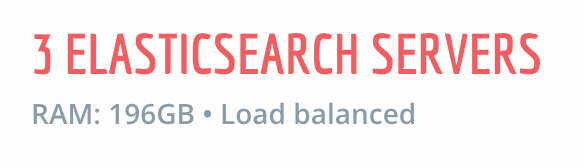 3 ELASTICSEARCH SERVERS
RAM: 196GB • Load balanced